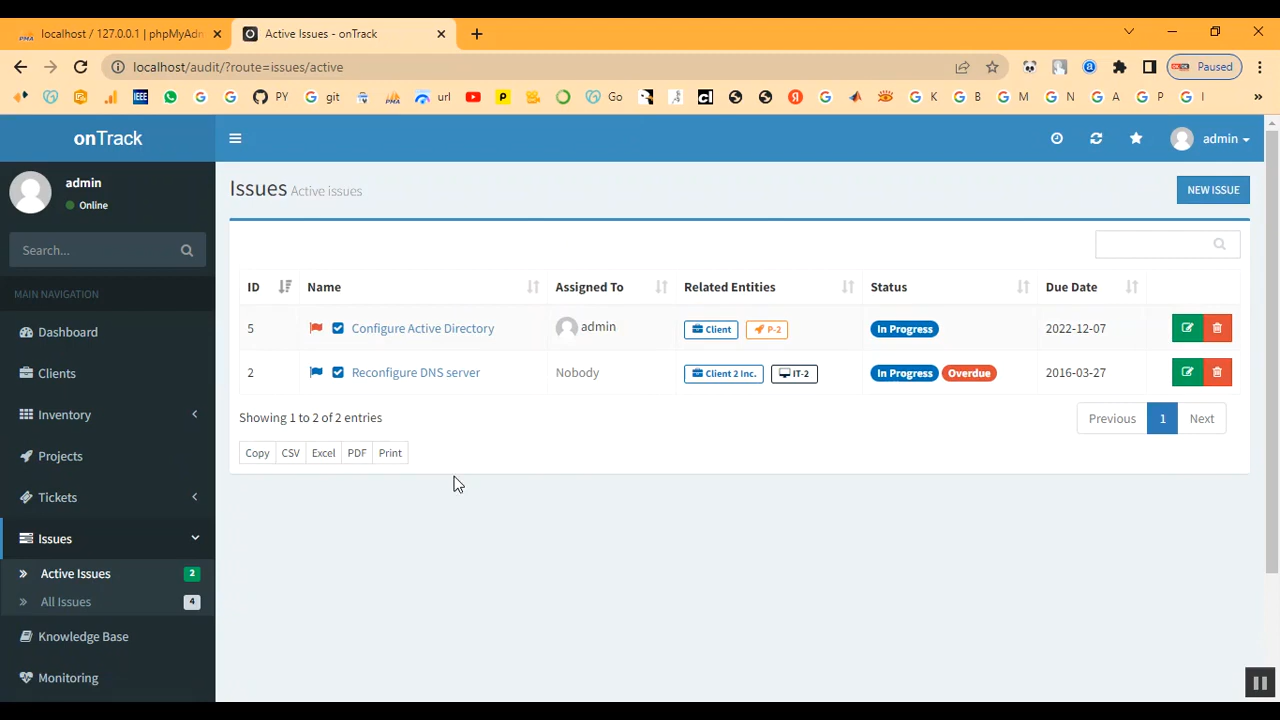 localhost / 127.0.0.1 | phpMyAdn
Active Issues - onTrack
localhost/audit/?route=issues/active
Paused
IEEE
PY
git
url
Go
K
B
M
N
A
P
I
onTrack
admin
admin
Online
Search...
MAIN NAVIGATION
Dashboard
Clients
Inventory
Projects
Tickets
Issues
Active Issues 2
All Issues 4
Knowledge Base
Monitoring
Issues Active issues
NEW ISSUE
ID Name Assigned To Related Entities Status Due Date
5 Configure Active Directory admin Client P-2 In Progress 2022-12-07
2 Reconfigure DNS server Nobody Client 2 Inc. IT-2 In Progress Overdue 2016-03-27
Showing 1 to 2 of 2 entries
Previous 1 Next
Copy CSV Excel PDF Print